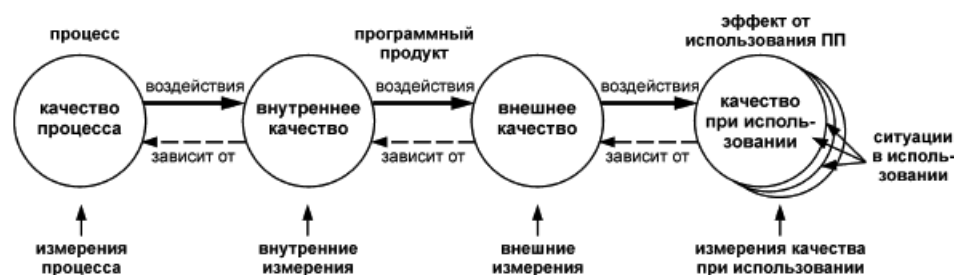 процесс
программный
продукт
эффект от
использования ПП
качество
процесса
воздействия
зависит от
внутреннее
качество
воздействия
зависит от
внешнее
качество
воздействия
зависит от
качество
при исполь-
зовании
ситуации
в исполь-
зовании
измерения
процесса
внутренние
измерения
внешние
измерения
измерения качества
при использовании